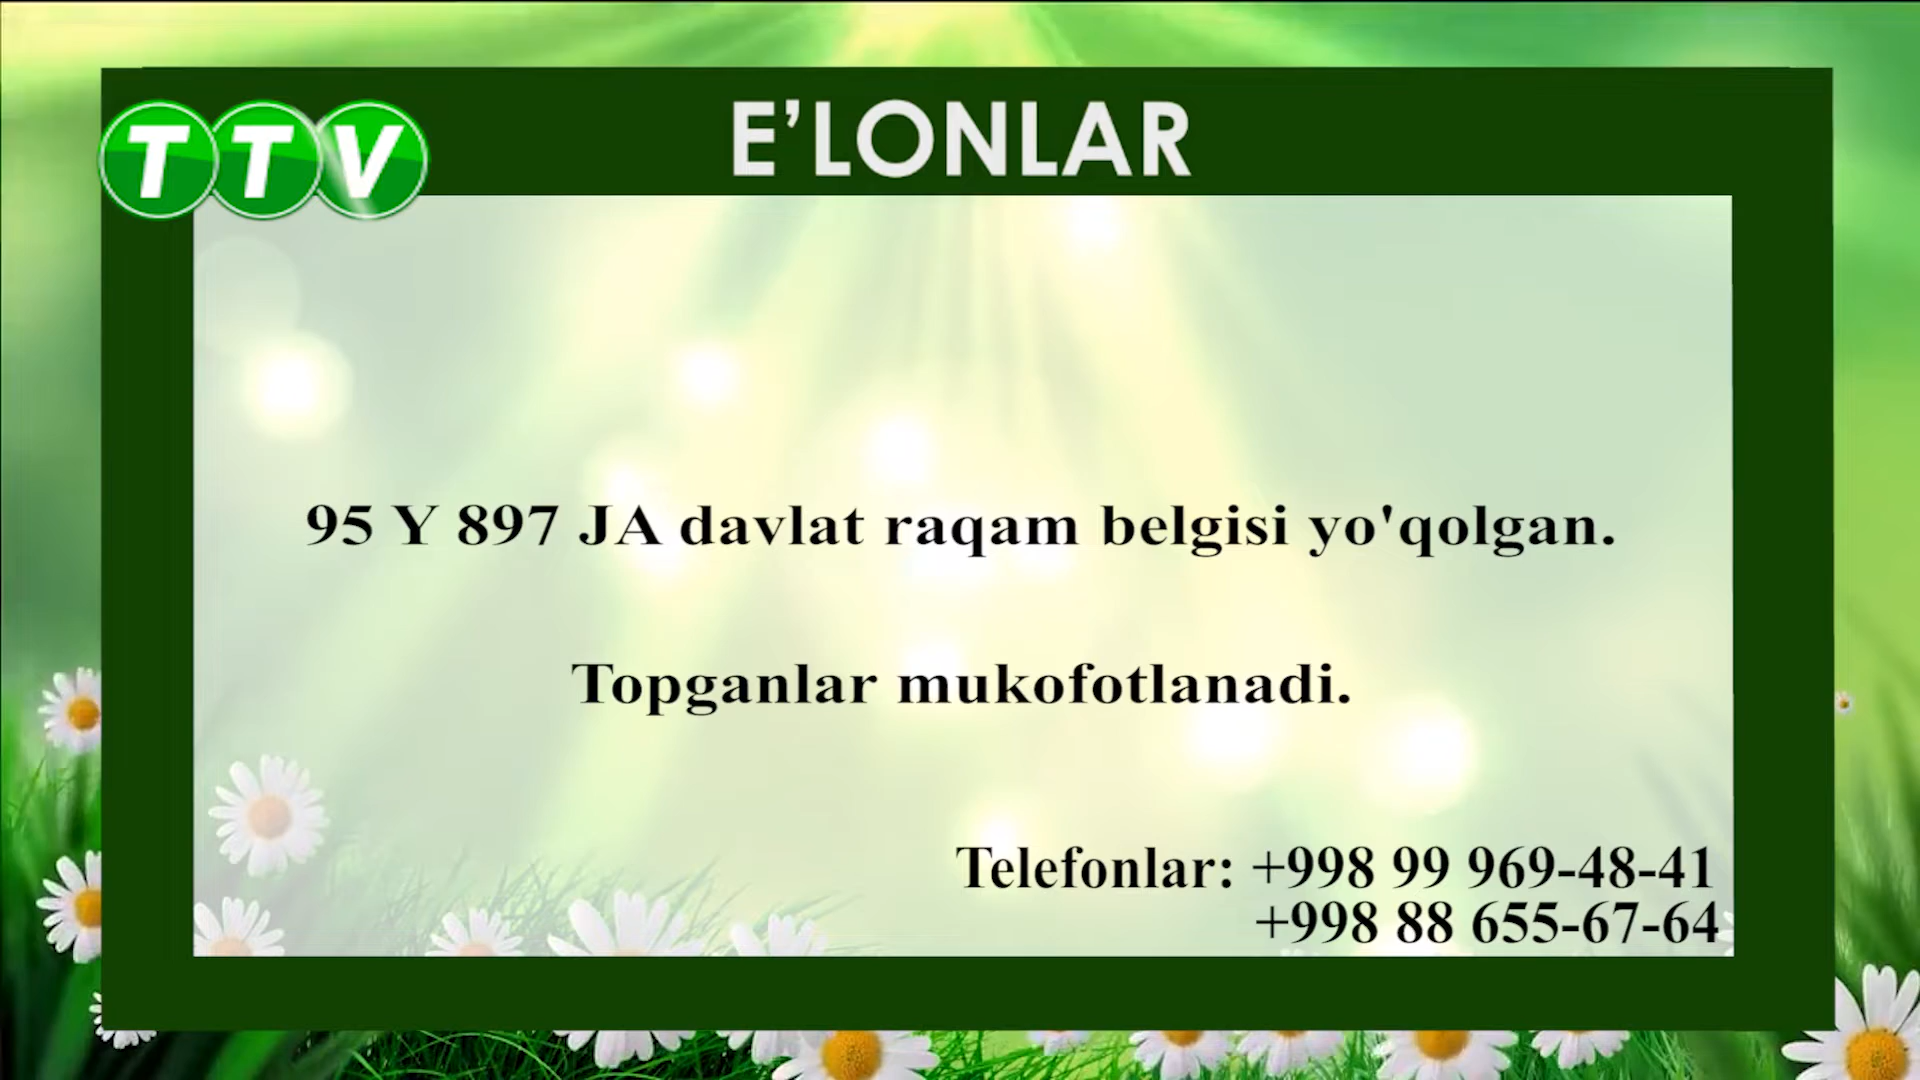 TTV
E’LONLAR
95 Y 897 JA davlat raqam belgisi yo'qolgan.
Topganlar mukofotlanadi.
Telefonlar: +998 99 969-48-41
+998 88 655-67-64